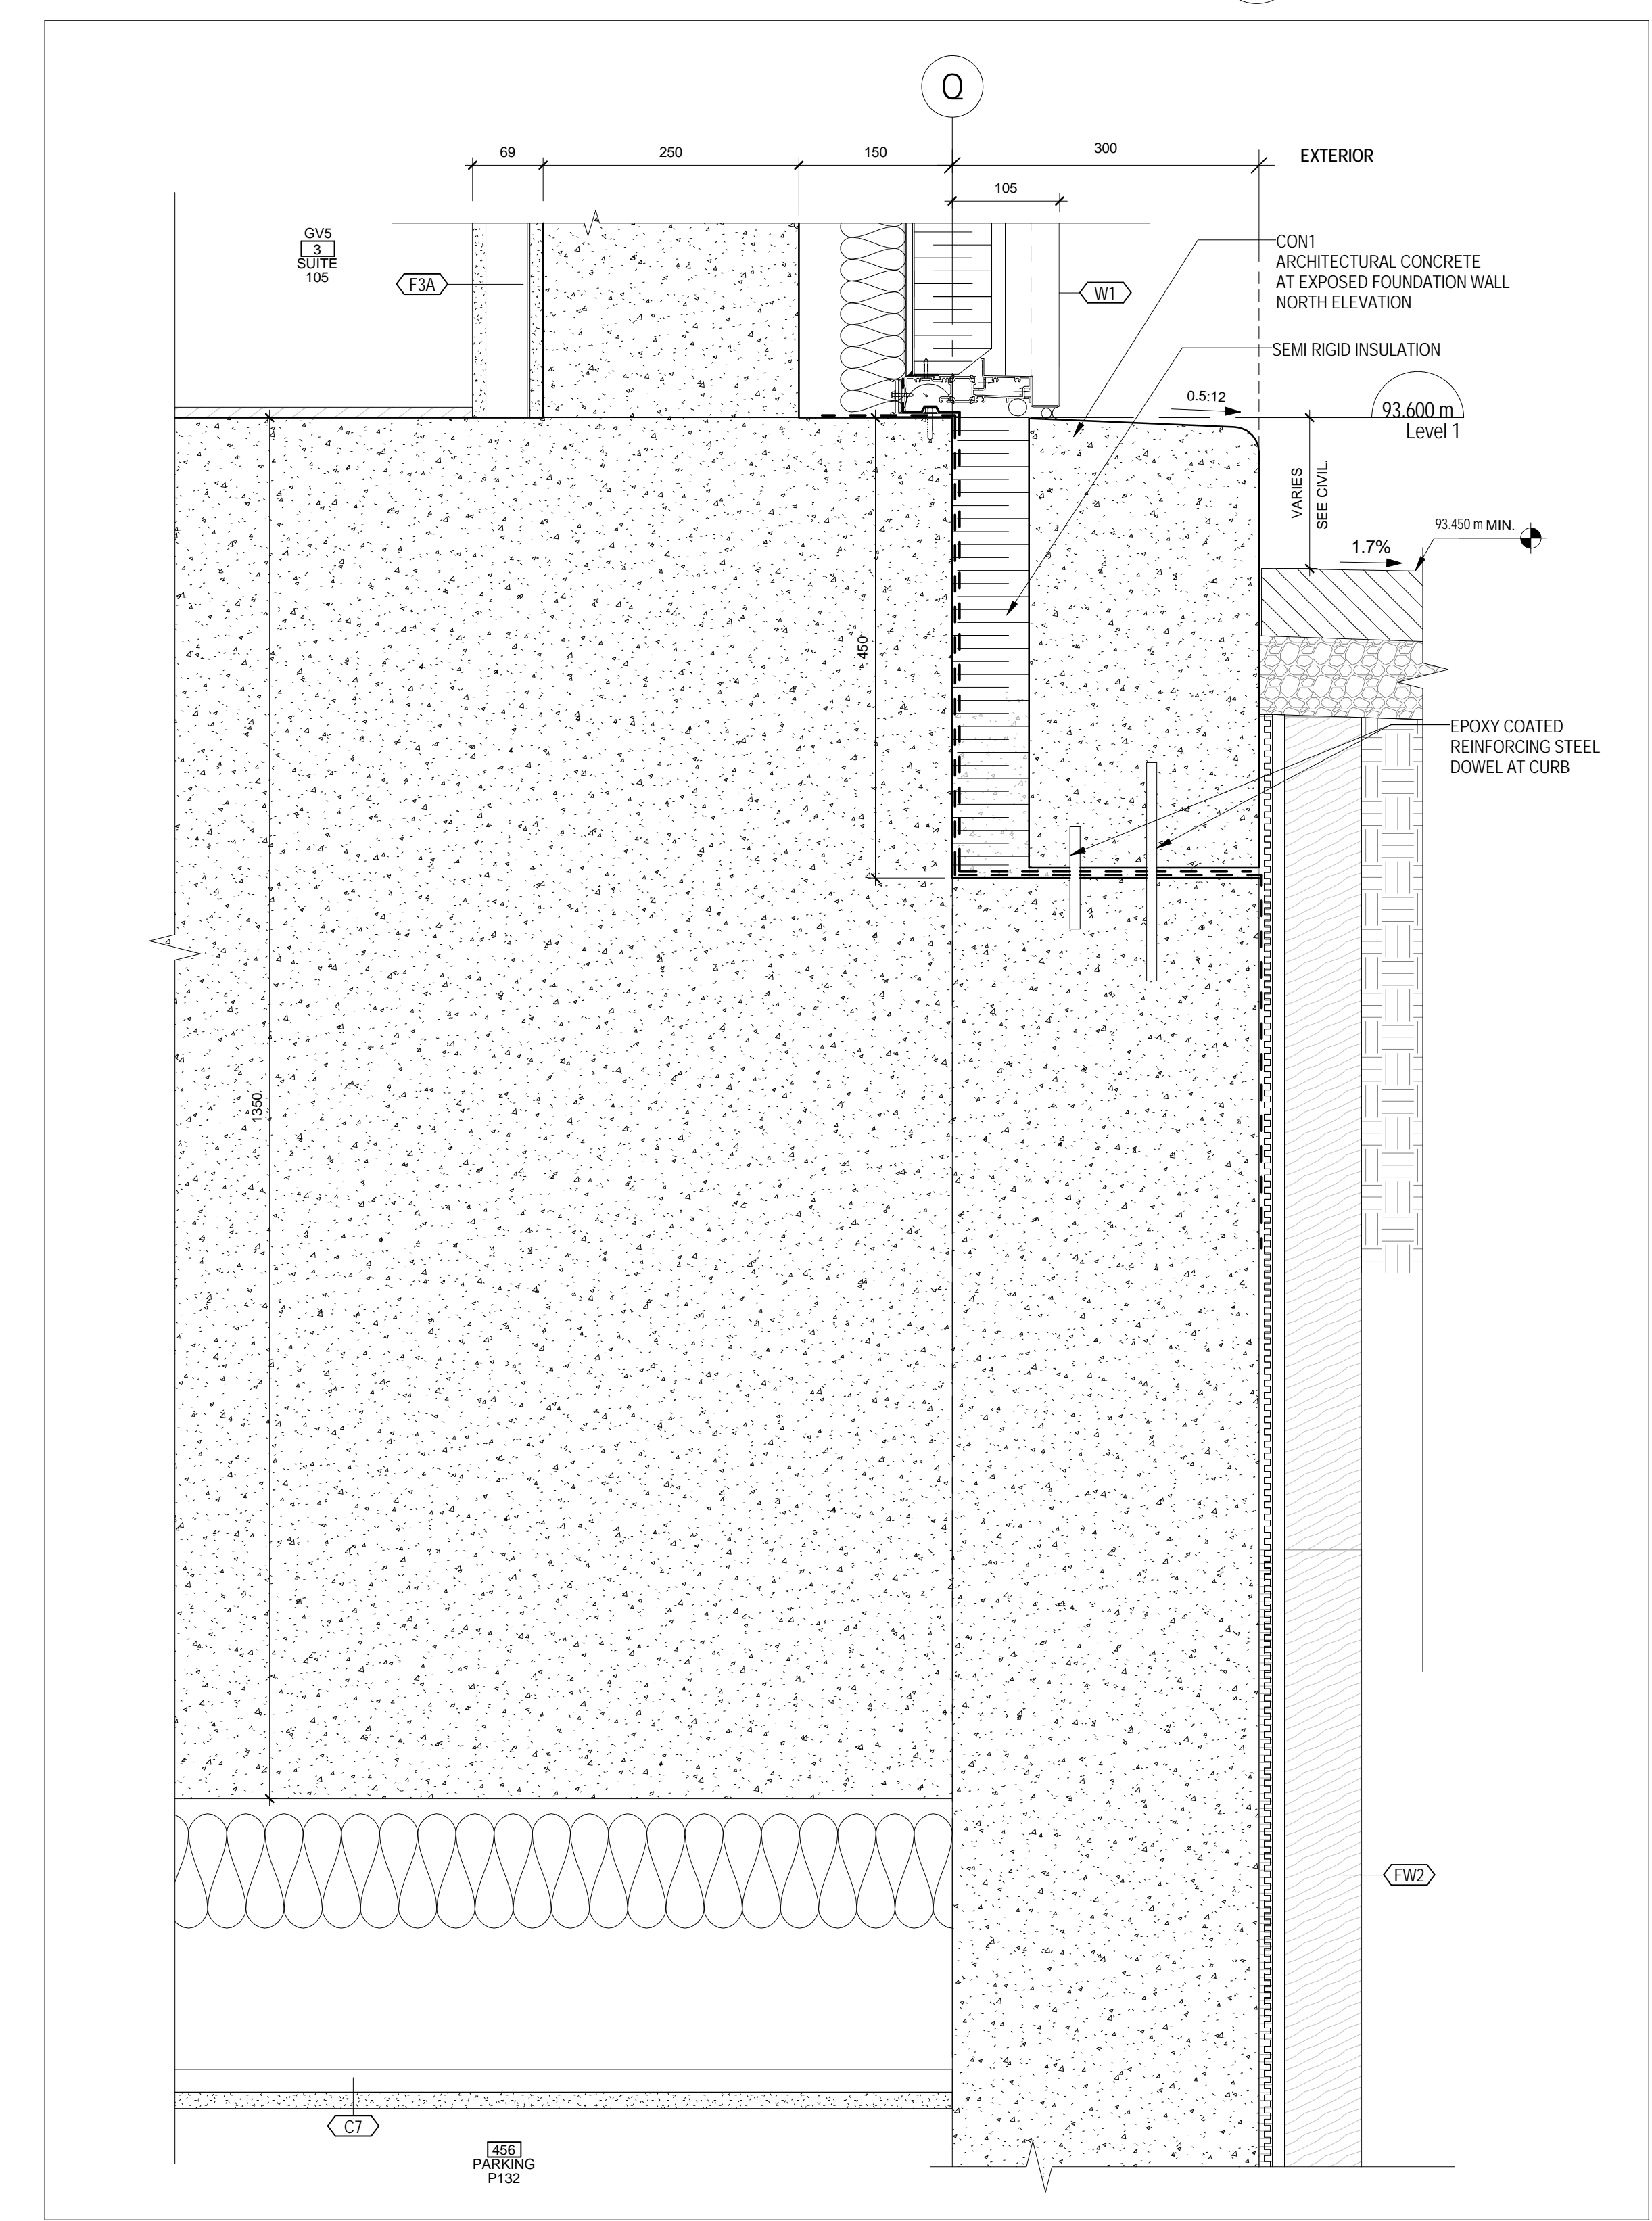 Q
69
250
150
300
EXTERIOR
105
GV5
3
SUITE
105
F3A
W1
CON1
ARCHITECTURAL CONCRETE
AT EXPOSED FOUNDATION WALL
NORTH ELEVATION
SEMI RIGID INSULATION
0.5:12
93.600 m
Level 1
VARIES
SEE CIVIL.
93.450 m MIN.
1.7%
450
EPOXY COATED
REINFORCING STEEL
DOWEL AT CURB
1350
FW2
C7
456
PARKING
P132